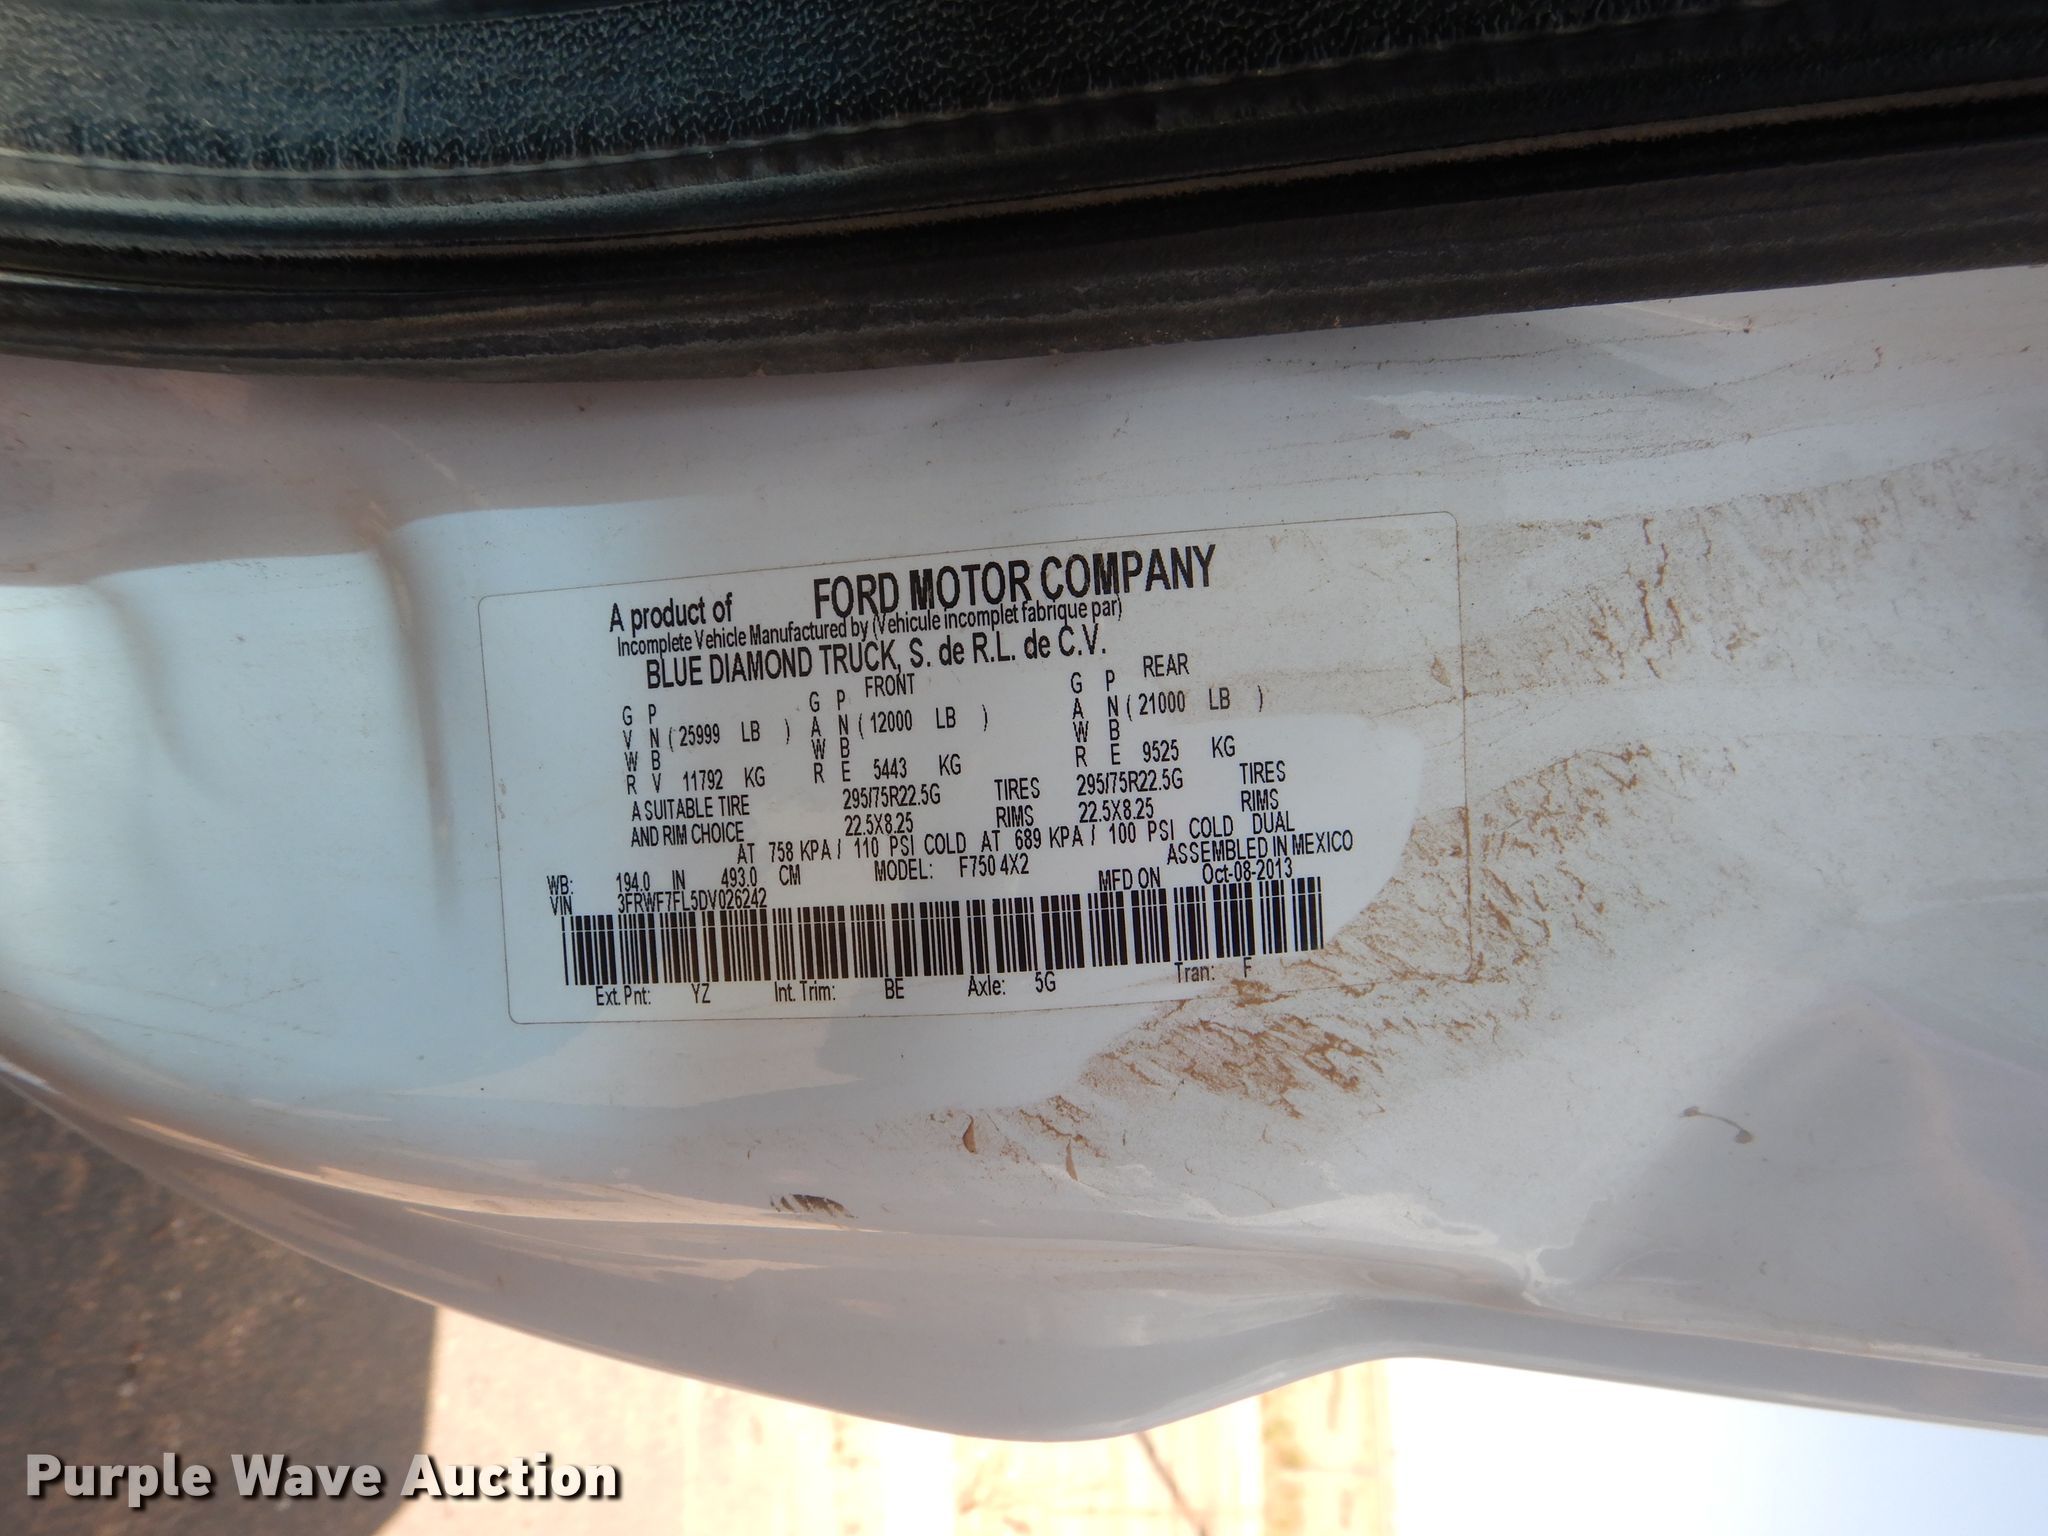 A product of FORD MOTOR COMPANY
Incomplete Vehicle Manufactured by (Vehicule incomplet fabrique par)
BLUE DIAMOND TRUCK, S. de R.L. de C.V.
FRONT REAR
G P G P G P
V N ( 25999 LB ) A N ( 12000 LB ) A N ( 21000 LB )
W B W B W B
R V 11792 KG R E 5443 KG R E 9525 KG
A SUITABLE TIRE 295/75R22.5G TIRES 295/75R22.5G TIRES
AND RIM CHOICE 22.5X8.25 RIMS 22.5X8.25 RIMS
AT 758 KPA / 110 PSI COLD AT 689 KPA / 100 PSI COLD DUAL
ASSEMBLED IN MEXICO
WB: 194.0 IN 493.0 CM MODEL: F750 4X2 MFD ON Oct-08-2013
VIN 3FRWF7FL5DV026242
Ext. Pnt: YZ Int. Trim: BE Axle: 5G Tran: F
Purple Wave Auction